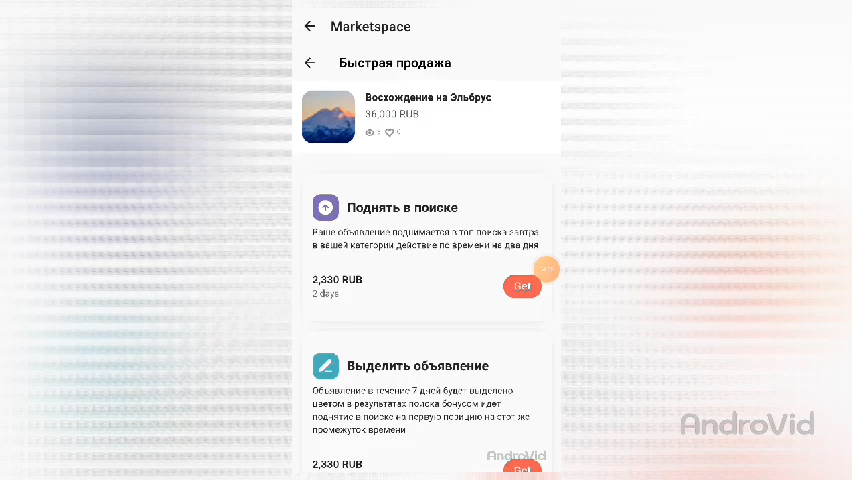 Marketspace
Быстрая продажа
Восхождение на Эльбрус
36,000 RUB
Поднять в поиске
Ваше объявление поднимается в топ поиска завтра
в вашей категории действие по времени не два дня
2,330 RUB
2 days
Get
Выделить объявление
Объявление в течение 7 дней будет выделено
цветом в результатах поиска бонусом идет
поднятие в поиске на первую позицию на этот же
промежуток времени
2,330 RUB
Get
AndroVid
AndroVid